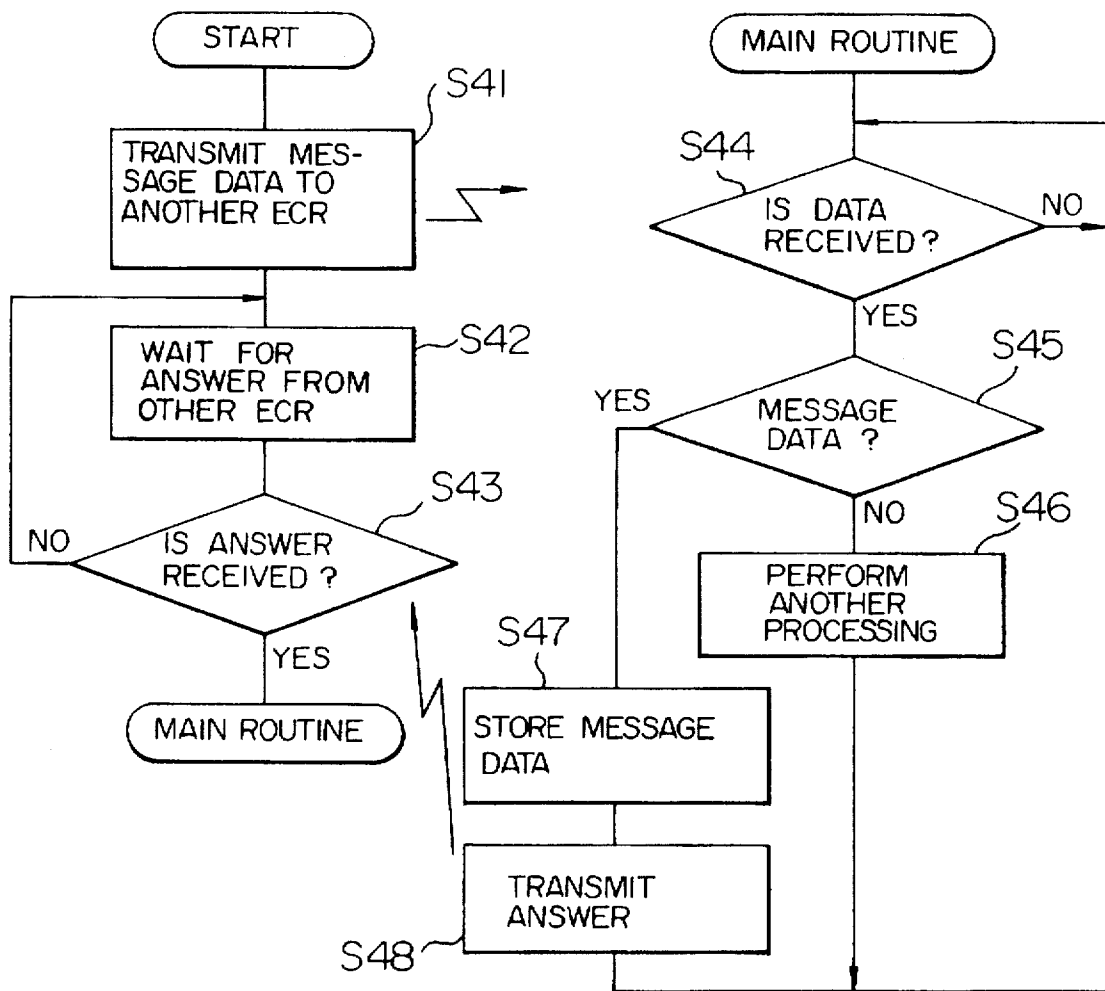 START
S41
TRANSMIT MES-
SAGE DATA TO
ANOTHER ECR
S42
WAIT FOR
ANSWER FROM
OTHER ECR
S43
NO
IS ANSWER
RECEIVED?
YES
MAIN ROUTINE
MAIN ROUTINE
S44
IS DATA
RECEIVED?
NO
YES
S45
YES
MESSAGE
DATA ?
NO
S46
PERFORM
ANOTHER
PROCESSING
S47
STORE MESSAGE
DATA
TRANSMIT
ANSWER
S48